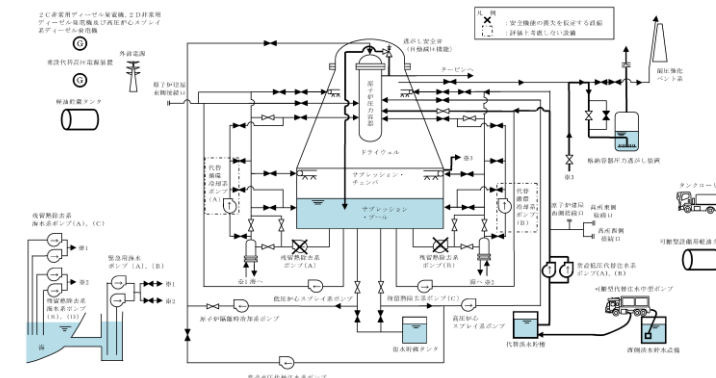 2C非常用ディーゼル発電機，2D非常用
ディーゼル発電機及び高圧炉心スプレイ
系ディーゼル発電機
G
常設代替高圧電源装置
G
軽油貯蔵タンク
外部電源
原子炉建屋
東側接続口
凡 例
：安全機能の喪失を仮定する設備
：評価上考慮しない設備
逃がし安全弁
(自動減圧機能)
タービンへ
原子炉圧力容器
ドライウェル
サプレッション・
チェンバ
サプレッション・
プール
代替
循環
冷却系
ポンプ
(A)
代替
循環
冷却系
ポンプ
(B)
※3
※3
耐圧強化
ベント系
格納容器圧力逃がし装置
タンクローリ
可搬型設備用軽油タ
原子炉建屋
西側接続口
高所東側
接続口
高所西側
接続口
残留熱除去系
海水系ポンプ(A), (C)
※1
※2
残留熱除去系
海水系ポンプ
(B), (D)
海
緊急用海水
ポンプ(A), (B)
※1
※2
残留熱除去系
ポンプ(A)
残留熱除去系
ポンプ(B)
※1 海へ
海へ ※2
低圧炉心スプレイ系ポンプ
残留熱除去系ポンプ(C)
原子炉隔離時冷却系ポンプ
高圧炉心
スプレイ系ポンプ
復水貯蔵タンク
常設低圧代替注水系
ポンプ(A), (B)
可搬型代替注水中型ポンプ
代替淡水貯槽
西側淡水貯水設備